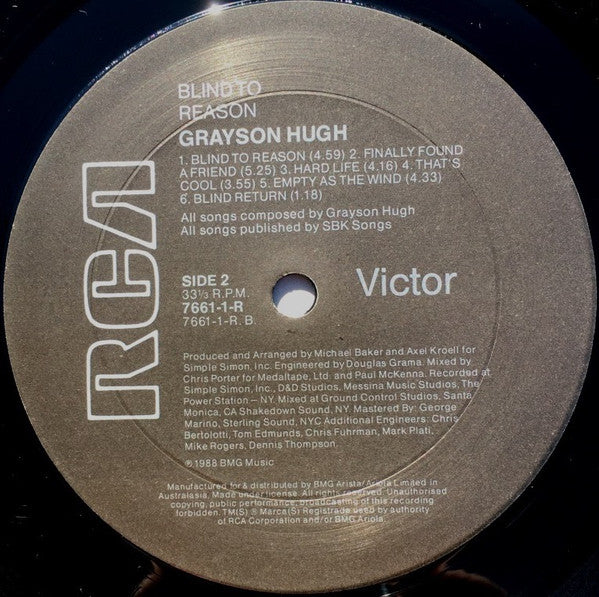 BLIND TO
REASON
GRAYSON HUGH
1. BLIND TO REASON (4.59) 2. FINALLY FOUND
A FRIEND (5.25) 3. HARD LIFE (4.16) 4. THAT'S
COOL (3.55) 5. EMPTY AS THE WIND (4.33)
6. BLIND RETURN (1.18)
All songs composed by Grayson Hugh
All songs published by SBK Songs
RCA
SIDE 2
33⅓ R.P.M.
7661-1-R
7661-1-R. B.
Victor
Produced and Arranged by Michael Baker and Axel Kroell for
Simple Simon, Inc. Engineered by Douglas Grama. Mixed by
Chris Porter for Medaltape, Ltd. and Paul McKenna. Recorded at
Simple Simon, Inc., D&D Studios, Messina Music Studios, The
Power Station – NY. Mixed at Ground Control Studios, Santa
Monica, CA Shakedown Sound, NY. Mastered By: George
Marino, Sterling Sound, NYC Additional Engineers: Chris
Bertolotti, Tom Edmunds, Chris Fuhrman, Mark Plati,
Mike Rogers, Dennis Thompson.
℗1988 BMG Music
Manufactured for & distributed by BMG Arista/Ariola Limited in
Australasia. Made under license. All rights reserved. Unauthorised
copying, public performance, broadcasting of this recording
forbidden. TM(S) ® Marca(S) Registrade used by authority
of RCA Corporation and/or BMG Ariola.